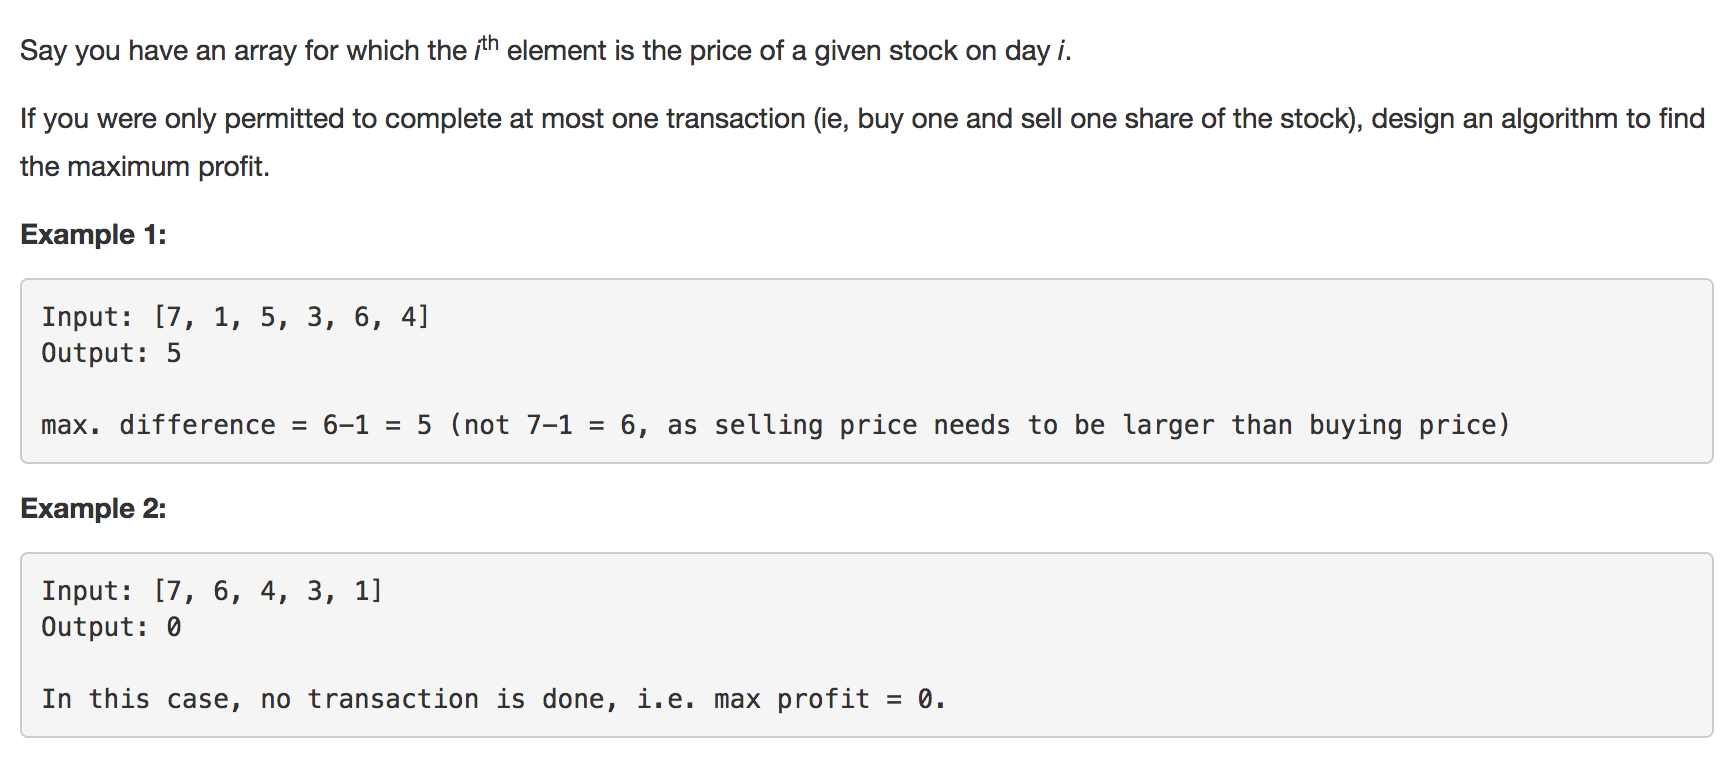 Say you have an array for which the ith element is the price of a given stock on day i.
If you were only permitted to complete at most one transaction (ie, buy one and sell one share of the stock), design an algorithm to find
the maximum profit.
Example 1:
Input: [7, 1, 5, 3, 6, 4]
Output: 5
max. difference = 6–1 = 5 (not 7–1 = 6, as selling price needs to be larger than buying price)
Example 2:
Input: [7, 6, 4, 3, 1]
Output: 0
In this case, no transaction is done, i.e. max profit = 0.